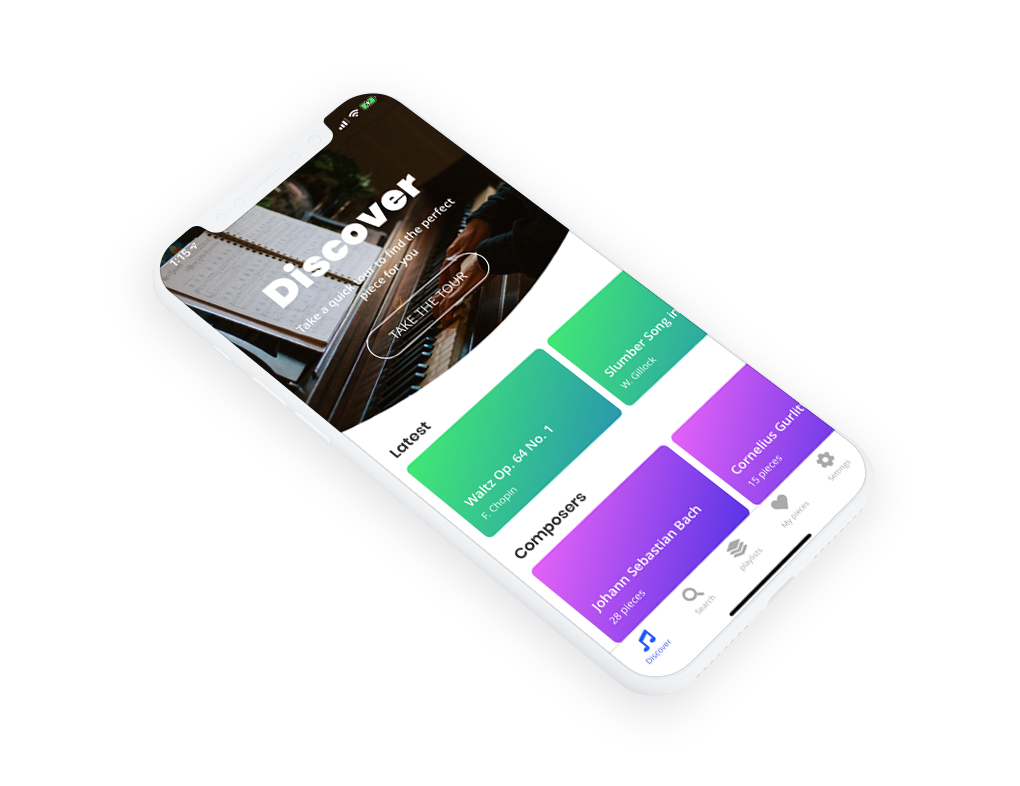 1:15
Discover
Take a quick tour to find the perfect
piece for you
TAKE THE TOUR
Latest
Waltz Op. 64 No. 1
F. Chopin
Slumber Song in
W. Gillock
Composers
Johann Sebastian Bach
28 pieces
Cornelius Gurlit
15 pieces
Discover
Search
playlists
My pieces
Settings